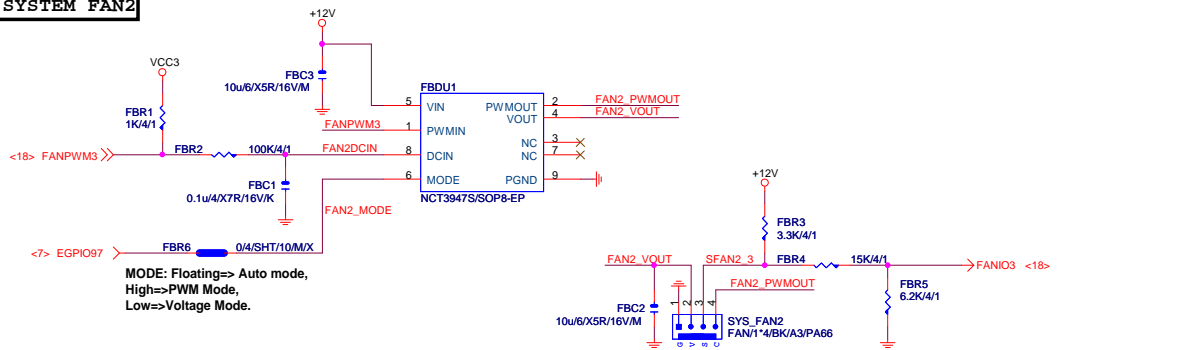 SYSTEM FAN2
+12V
VCC3
FBC3
10u/6/X5R/16V/M
FBR1
1K/4/1
FBDU1
5 VIN PWMOUT 2 FAN2_PWMOUT
VOUT 4 FAN2_VOUT
FANPWM3 1 PWMIN
NC 3
<18> FANPWM3 FBR2 100K/4/1 FAN2DCIN 8 DCIN NC 7
6 MODE PGND 9
FBC1
0.1u/4/X7R/16V/K
NCT3947S/SOP8-EP
FAN2_MODE
<7> EGPIO97 FBR6 0/4/SHT/10/M/X
MODE: Floating=> Auto mode,
High=>PWM Mode,
Low=>Voltage Mode.
+12V
FBR3
3.3K/4/1
FAN2_VOUT SFAN2_3 FBR4 15K/4/1 FANIO3 <18>
FAN2_PWMOUT
FBR5
6.2K/4/1
FBC2
10u/6/X5R/16V/M
1 2 3 4
SYS_FAN2
FAN/1*4/BK/A3/PA66
G V S C